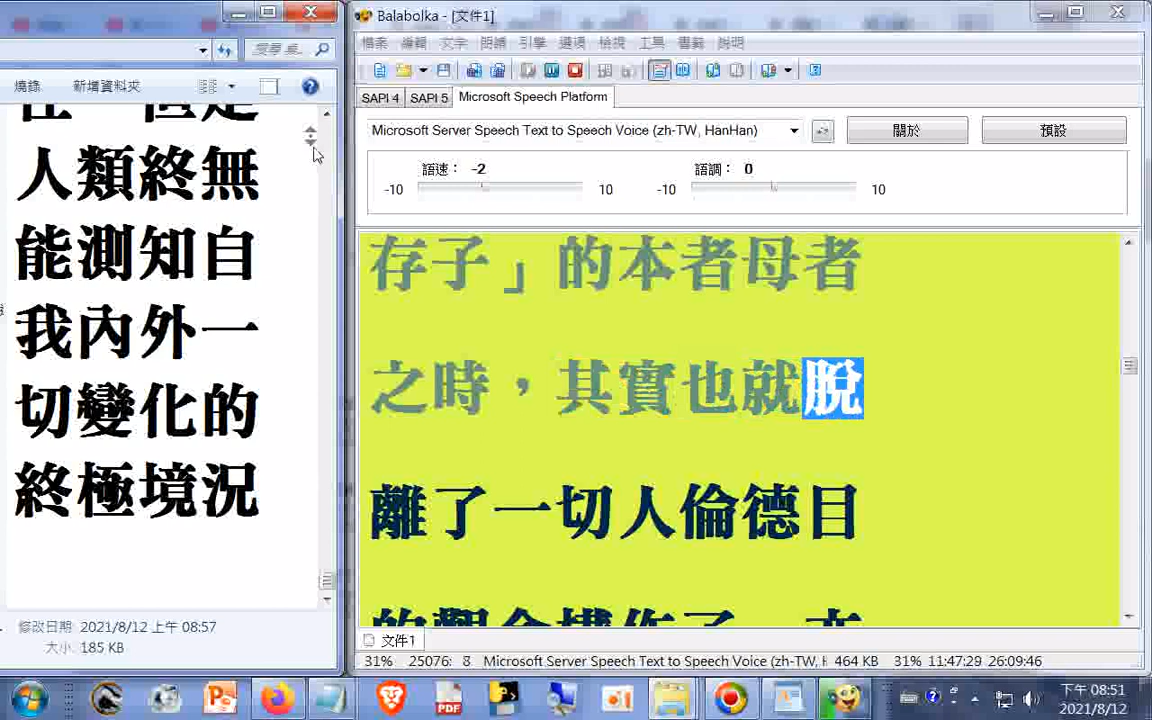 Balabolka - [文件1]
檔案 編輯 文字 朗讀 引擎 選項 檢視 工具 書籤 說明
燒錄 新增資料夾
SAPI 4 SAPI 5 Microsoft Speech Platform
Microsoft Server Speech Text to Speech Voice (zh-TW, HanHan)
關於 預設
語速： -2 語調： 0
-10 10 -10 10
人類終無
能測知自
我內外一
切變化的
終極境況
修改日期: 2021/8/12 上午 08:57
大小: 185 KB
存子」的本者母者
之時，其實也就脫
離了一切人倫德目
文件1
31% 25076: 8 Microsoft Server Speech Text to Speech Voice (zh-TW, H 464 KB 31% 11:47:29 26:09:46
下午 08:51
2021/8/12